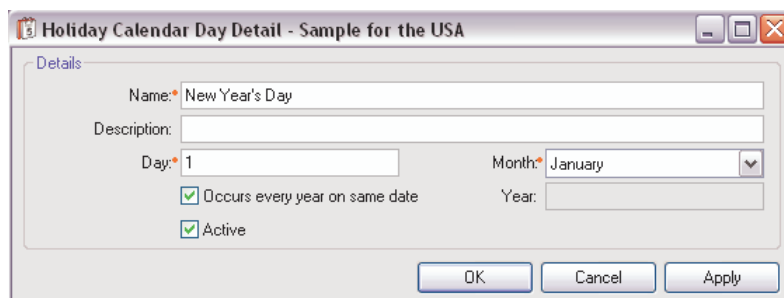 Holiday Calendar Day Detail - Sample for the USA
Details
Name: New Year's Day
Description:
Day: 1 Month: January
Occurs every year on same date Year:
Active
OK Cancel Apply